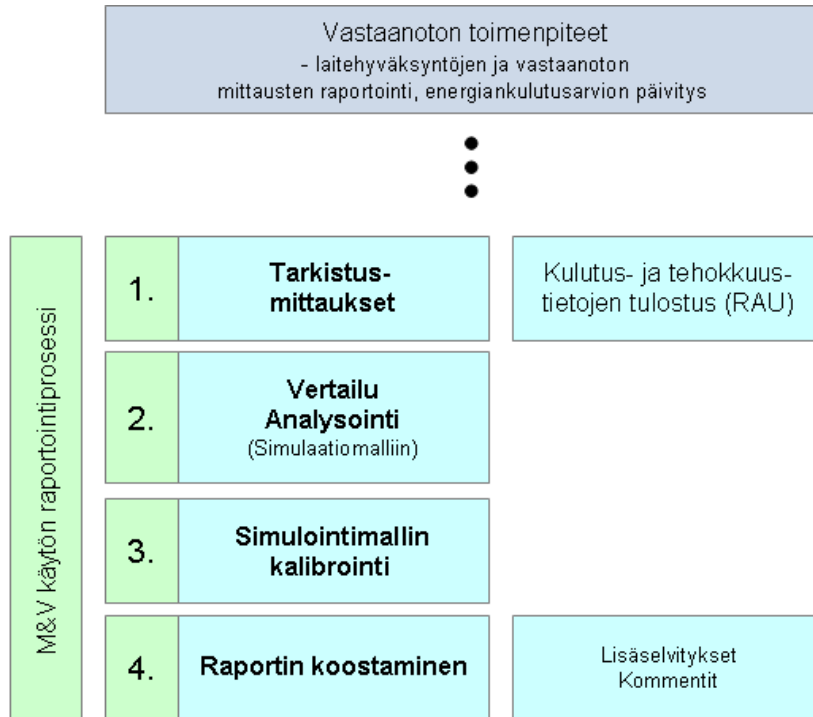 Vastaanoton toimenpiteet
- laitehyväksyntöjen ja vastaanoton
mittausten raportointi, energiankulutusarvion päivitys
M&V käytön raportointiprosessi
1.
Tarkistus-
mittaukset
Kulutus- ja tehokkuus-
tietojen tulostus (RAU)
2.
Vertailu
Analysointi
(Simulaatiomalliin)
3.
Simulointimallin
kalibrointi
4.
Raportin koostaminen
Lisäselvitykset
Kommentit